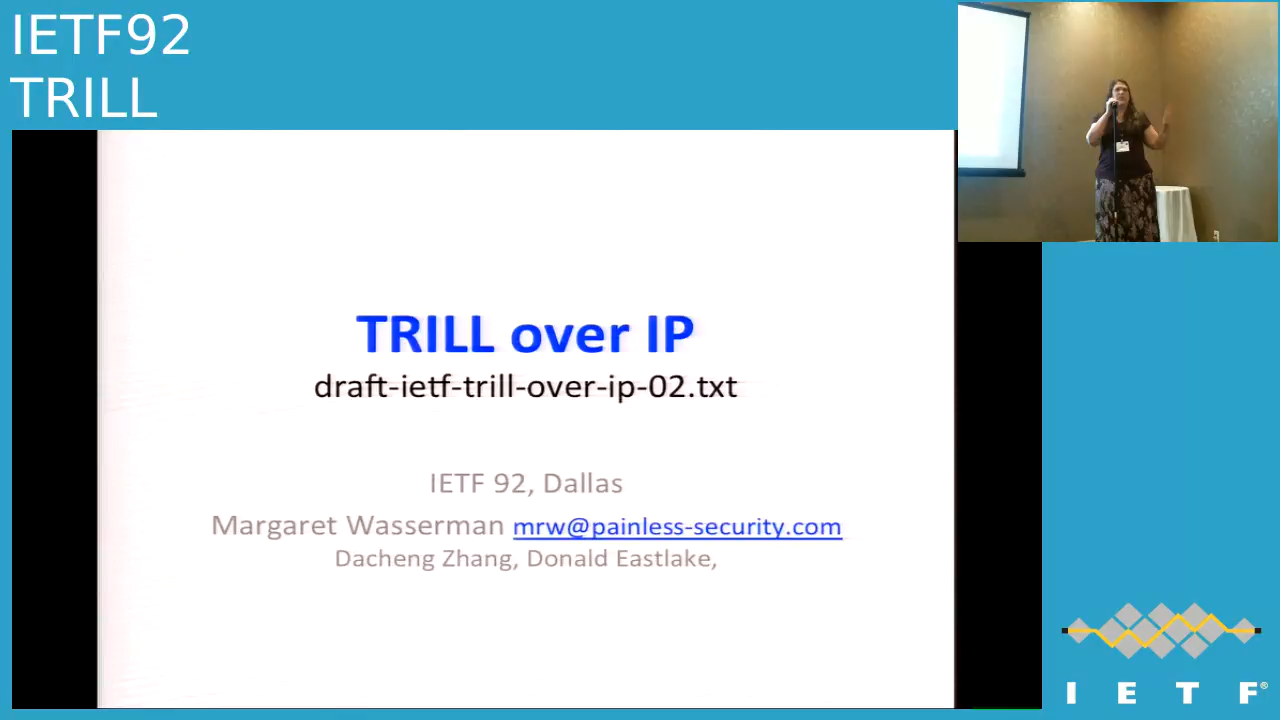 IETF92
TRILL
TRILL over IP
draft-ietf-trill-over-ip-02.txt
IETF 92, Dallas
Margaret Wasserman mrw@painless-security.com
Dacheng Zhang, Donald Eastlake,
I E T F®